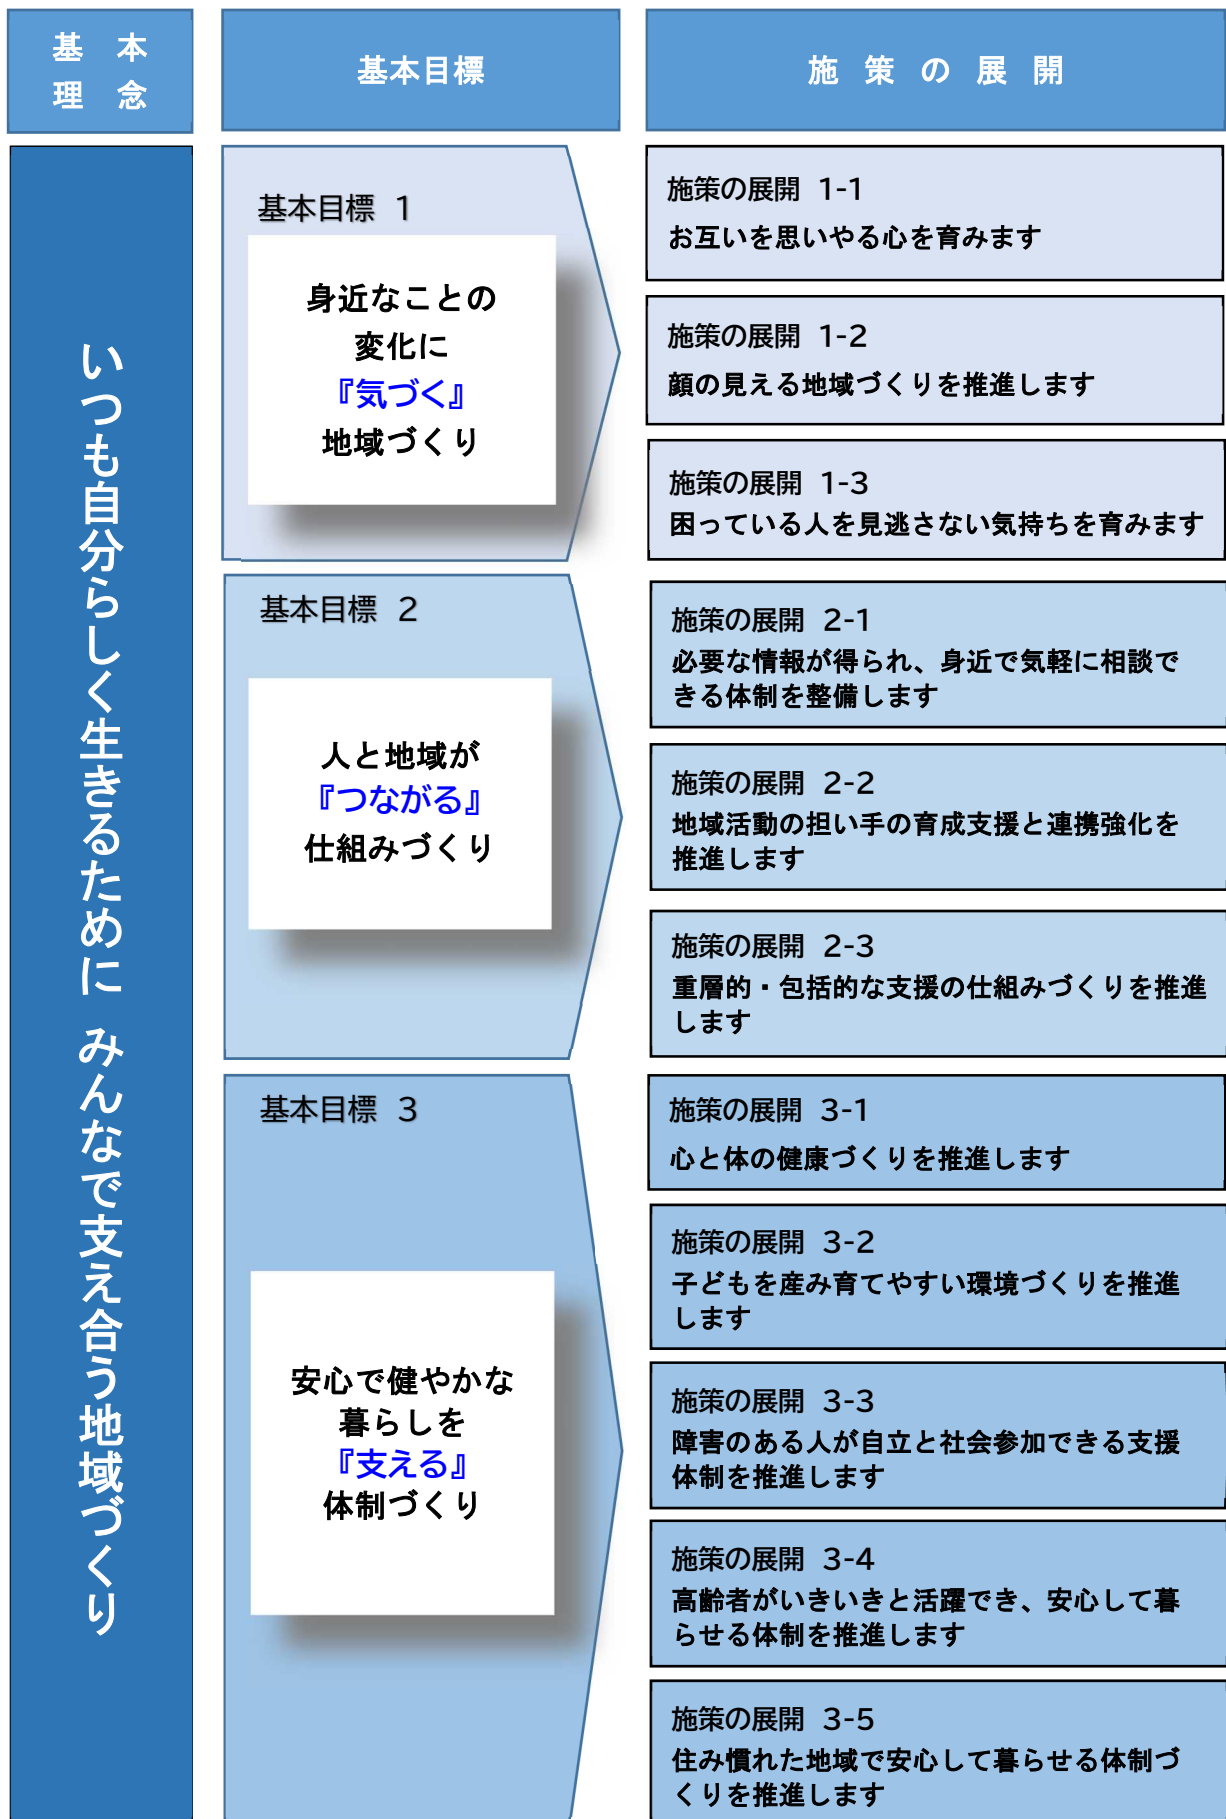 基　本
理　念
基本目標
施　策　の　展　開
いつも自分らしく生きるために　みんなで支え合う地域づくり
基本目標　1
身近なことの
変化に
『気づく』
地域づくり
施策の展開　1-1
お互いを思いやる心を育みます
施策の展開　1-2
顔の見える地域づくりを推進します
施策の展開　1-3
困っている人を見逃さない気持ちを育みます
基本目標　2
人と地域が
『つながる』
仕組みづくり
施策の展開　2-1
必要な情報が得られ、身近で気軽に相談で
きる体制を整備します
施策の展開　2-2
地域活動の担い手の育成支援と連携強化を
推進します
施策の展開　2-3
重層的・包括的な支援の仕組みづくりを推進
します
基本目標　3
安心で健やかな
暮らしを
『支える』
体制づくり
施策の展開　3-1
心と体の健康づくりを推進します
施策の展開　3-2
子どもを産み育てやすい環境づくりを推進
します
施策の展開　3-3
障害のある人が自立と社会参加できる支援
体制を推進します
施策の展開　3-4
高齢者がいきいきと活躍でき、安心して暮
らせる体制を推進します
施策の展開　3-5
住み慣れた地域で安心して暮らせる体制づ
くりを推進します